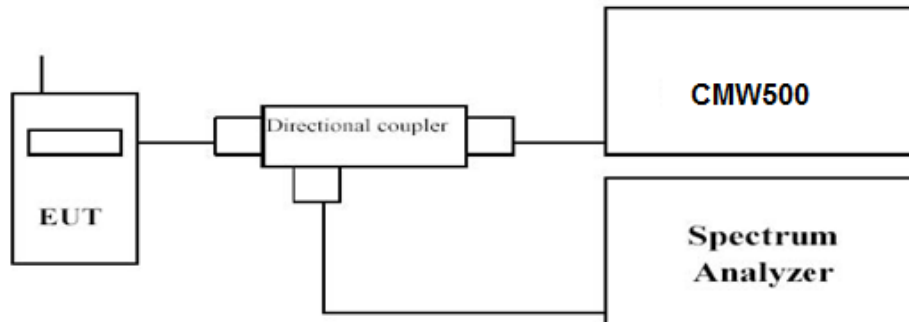 EUT
Directional coupler
CMW500
Spectrum
Analyzer